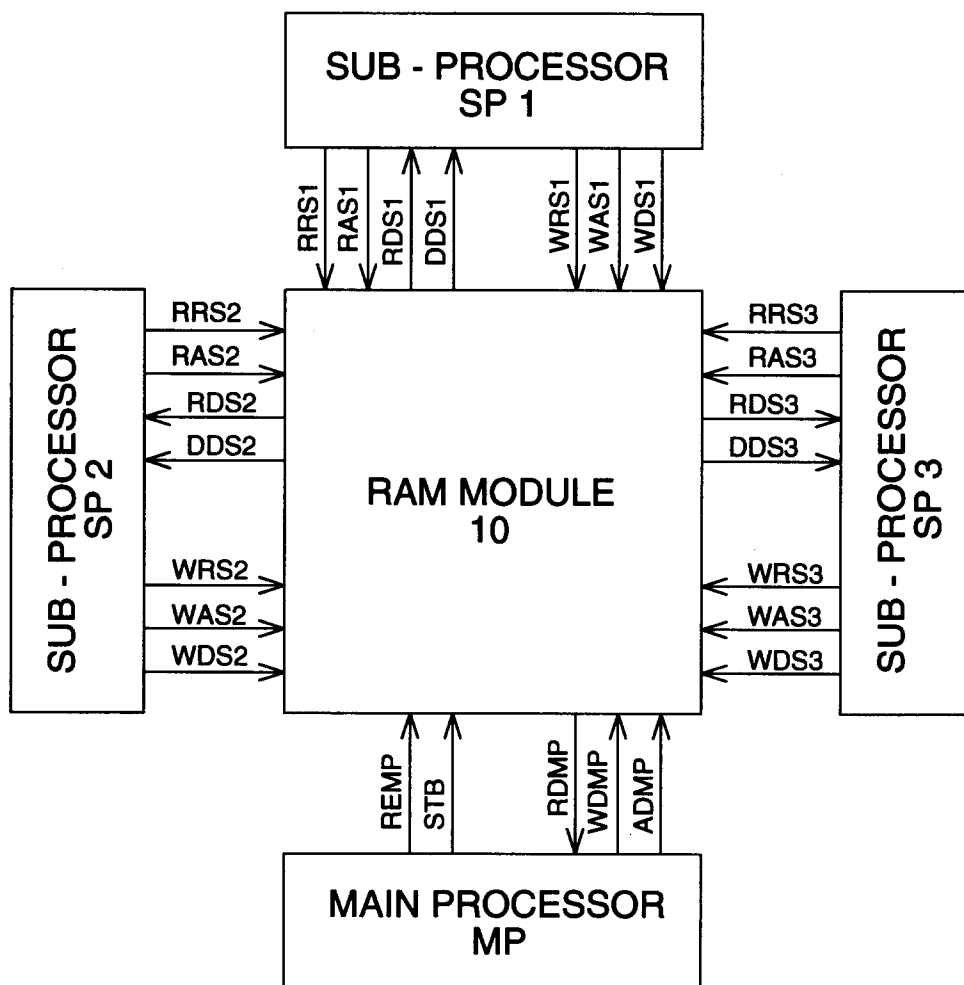 SUB - PROCESSOR
SP 1
RRS1
RAS1
RDS1
DDS1
WRS1
WAS1
WDS1
SUB - PROCESSOR
SP 2
RRS2
RAS2
RDS2
DDS2
WRS2
WAS2
WDS2
RAM MODULE
10
RRS3
RAS3
RDS3
DDS3
WRS3
WAS3
WDS3
SUB - PROCESSOR
SP 3
REMP
STB
RDMP
WDMP
ADMP
MAIN PROCESSOR
MP